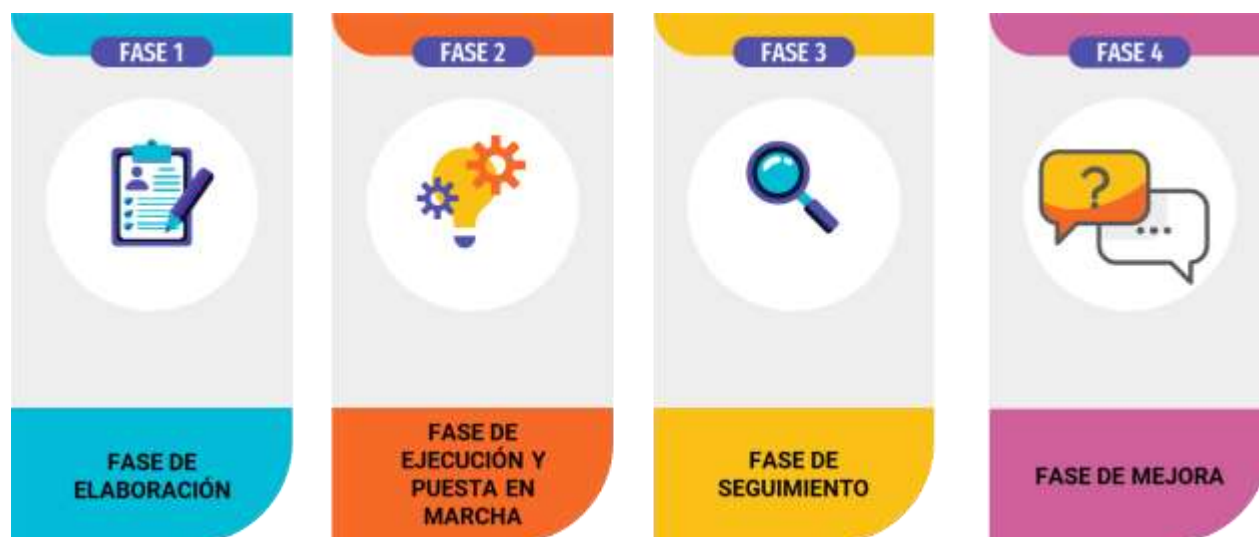 FASE 1
FASE DE
ELABORACIÓN
FASE 2
FASE DE
EJECUCIÓN Y
PUESTA EN
MARCHA
FASE 3
FASE DE
SEGUIMIENTO
FASE 4
?
...
FASE DE MEJORA